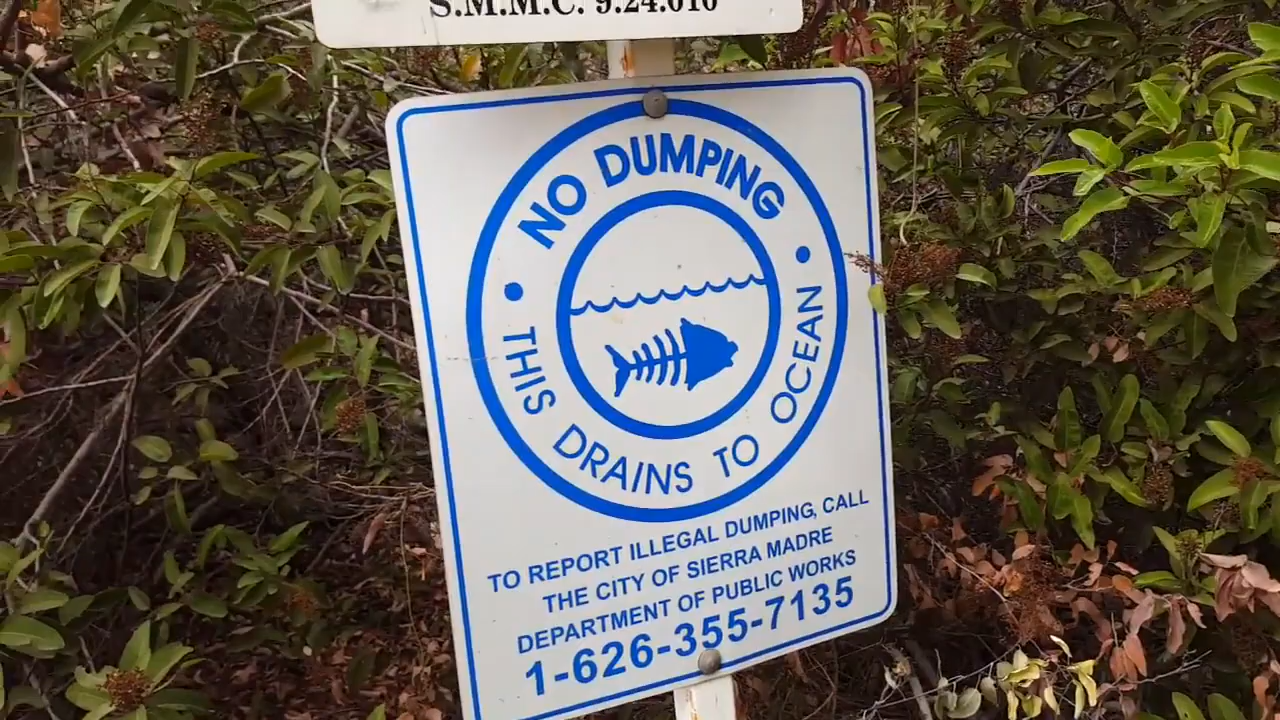 S.M.M.C. 9.24.010
NO DUMPING
THIS DRAINS TO OCEAN
TO REPORT ILLEGAL DUMPING, CALL
THE CITY OF SIERRA MADRE
DEPARTMENT OF PUBLIC WORKS
1-626-355-7135